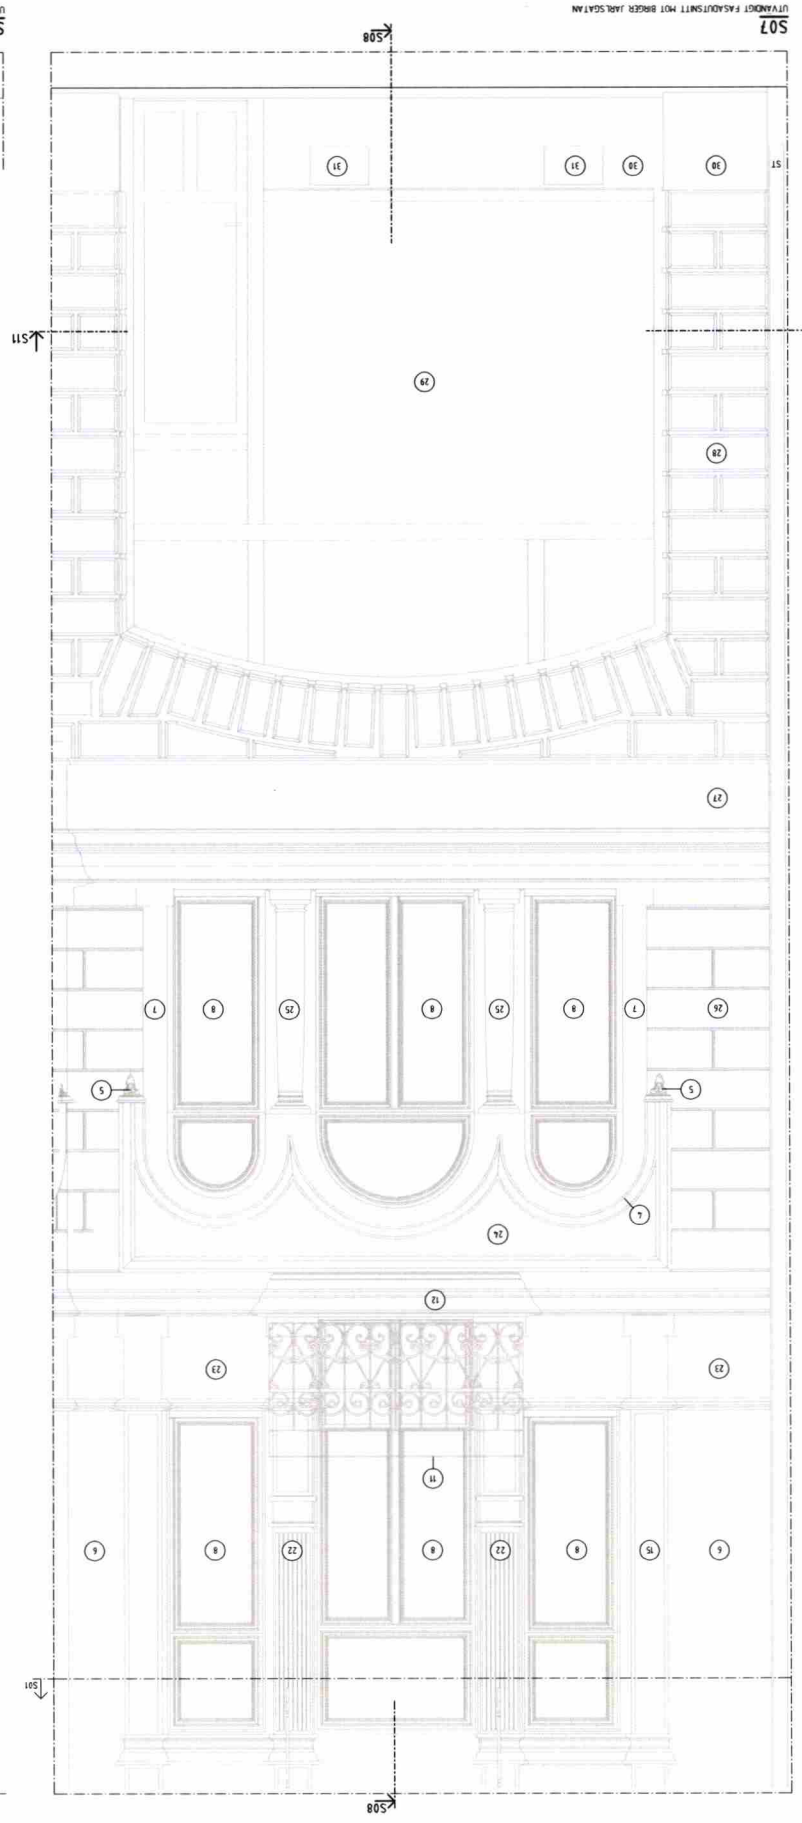 S08
S01
9 15 8 22 8 22 8 9
11
23 23
12
24
4
5 5
26 7 8 25 8 25 8 7
27
28
29
S11
ST 30 30 31 31
S08
S07
UTVÄNDIGT FASADUTSNITT MOT BIRGER JARLSGATAN